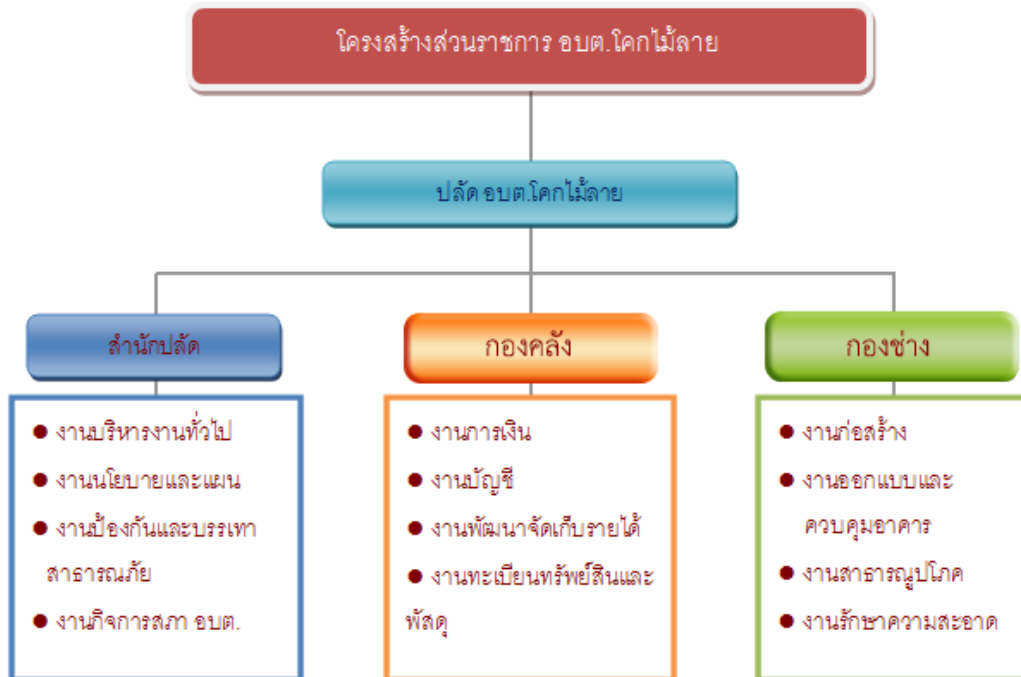 โครงสร้างส่วนราชการ อบต.โคกไม้ลาย
ปลัด อบต.โคกไม้ลาย
สำนักปลัด
● งานบริหารงานทั่วไป
● งานนโยบายและแผน
● งานป้องกันและบรรเทา
สาธารณภัย
● งานกิจการสภา อบต.
กองคลัง
● งานการเงิน
● งานบัญชี
● งานพัฒนาจัดเก็บรายได้
● งานทะเบียนทรัพย์สินและ
พัสดุ
กองช่าง
● งานก่อสร้าง
● งานออกแบบและ
ควบคุมอาคาร
● งานสาธารณูปโภค
● งานรักษาความสะอาด